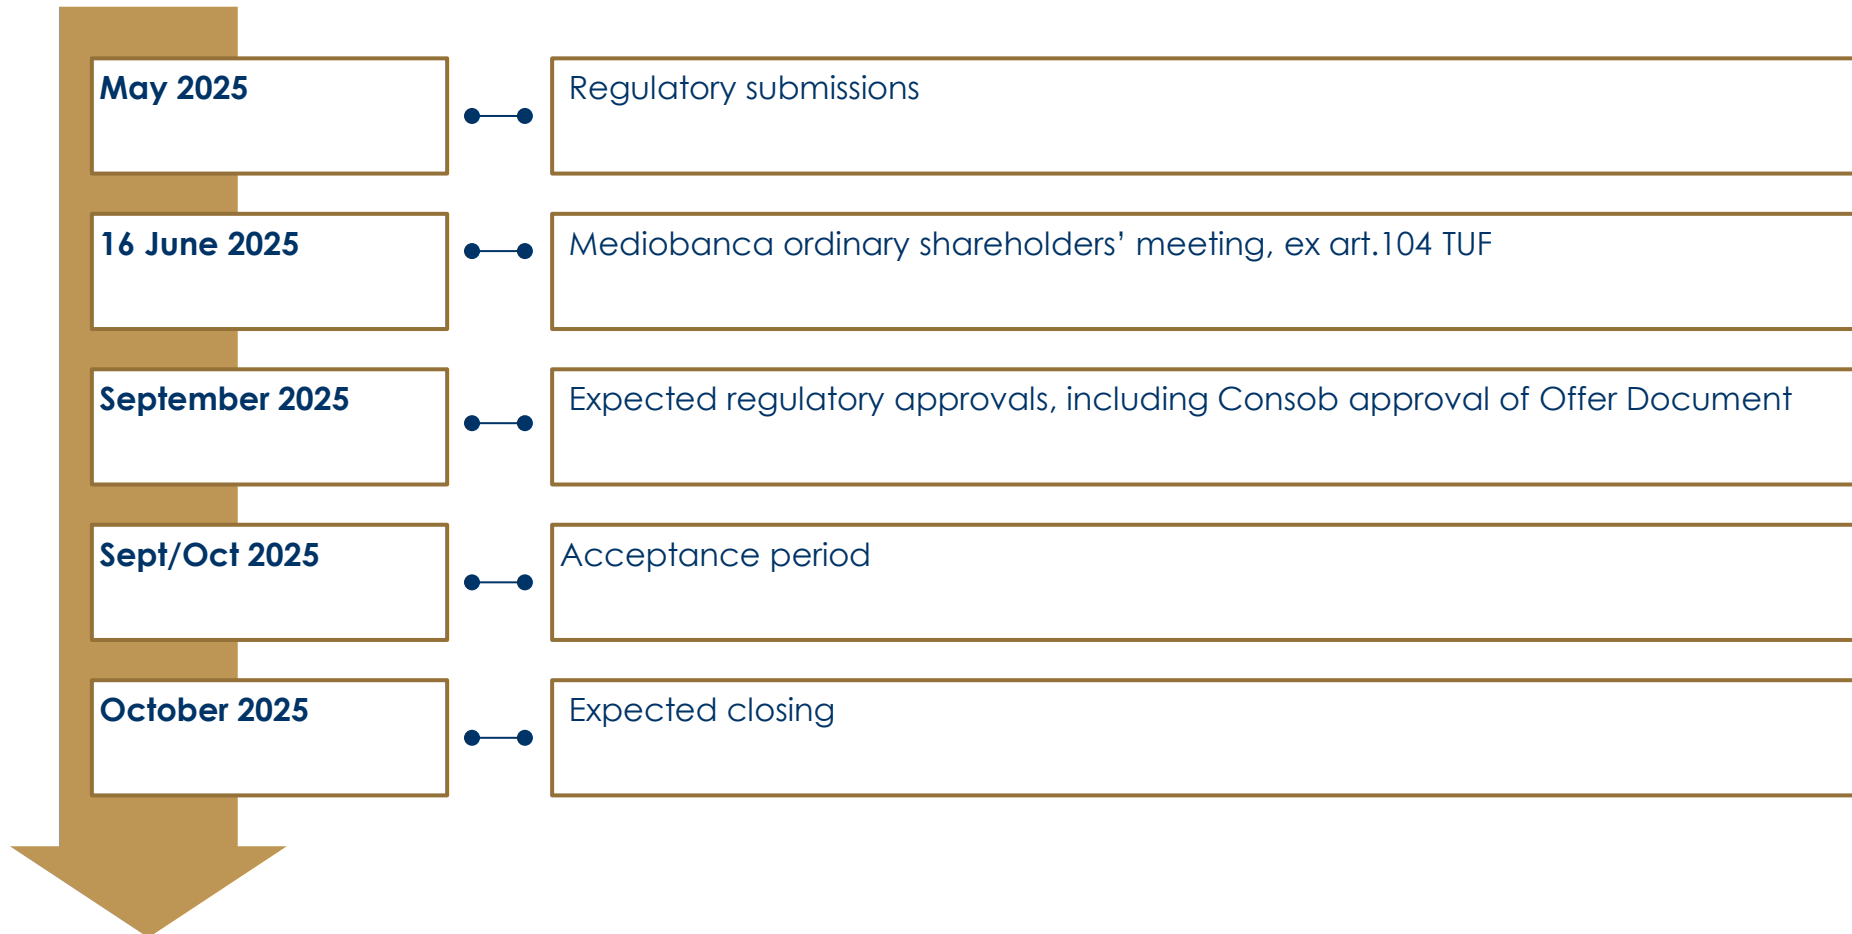 May 2025
Regulatory submissions
16 June 2025
Mediobanca ordinary shareholders’ meeting, ex art.104 TUF
September 2025
Expected regulatory approvals, including Consob approval of Offer Document
Sept/Oct 2025
Acceptance period
October 2025
Expected closing